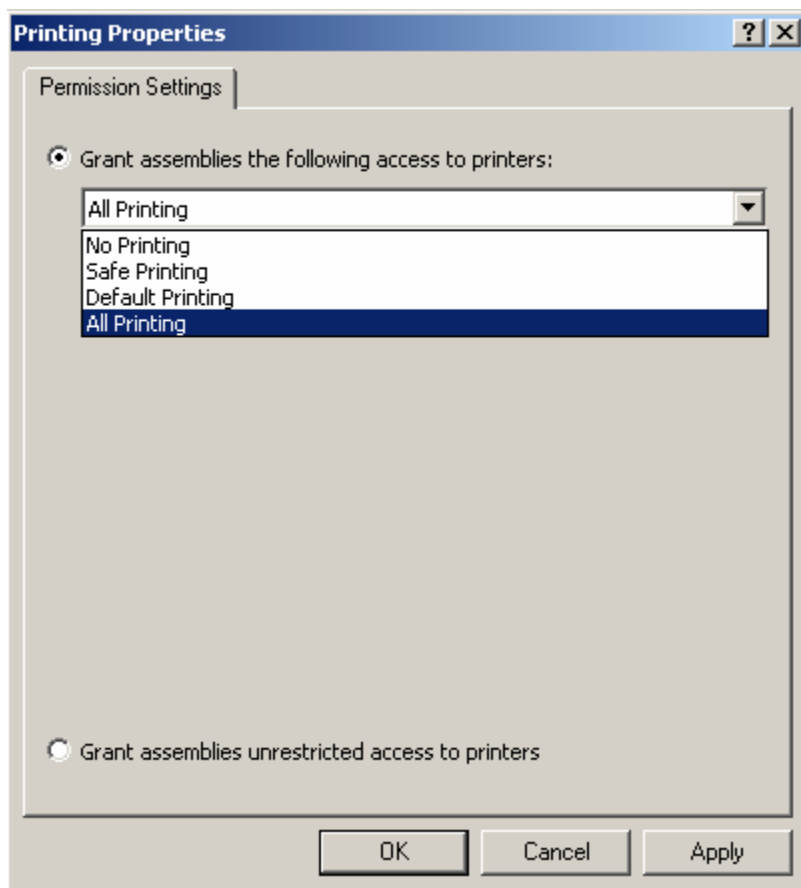 Printing Properties
Permission Settings
Grant assemblies the following access to printers:
All Printing
No Printing
Safe Printing
Default Printing
All Printing
Grant assemblies unrestricted access to printers
OK Cancel Apply